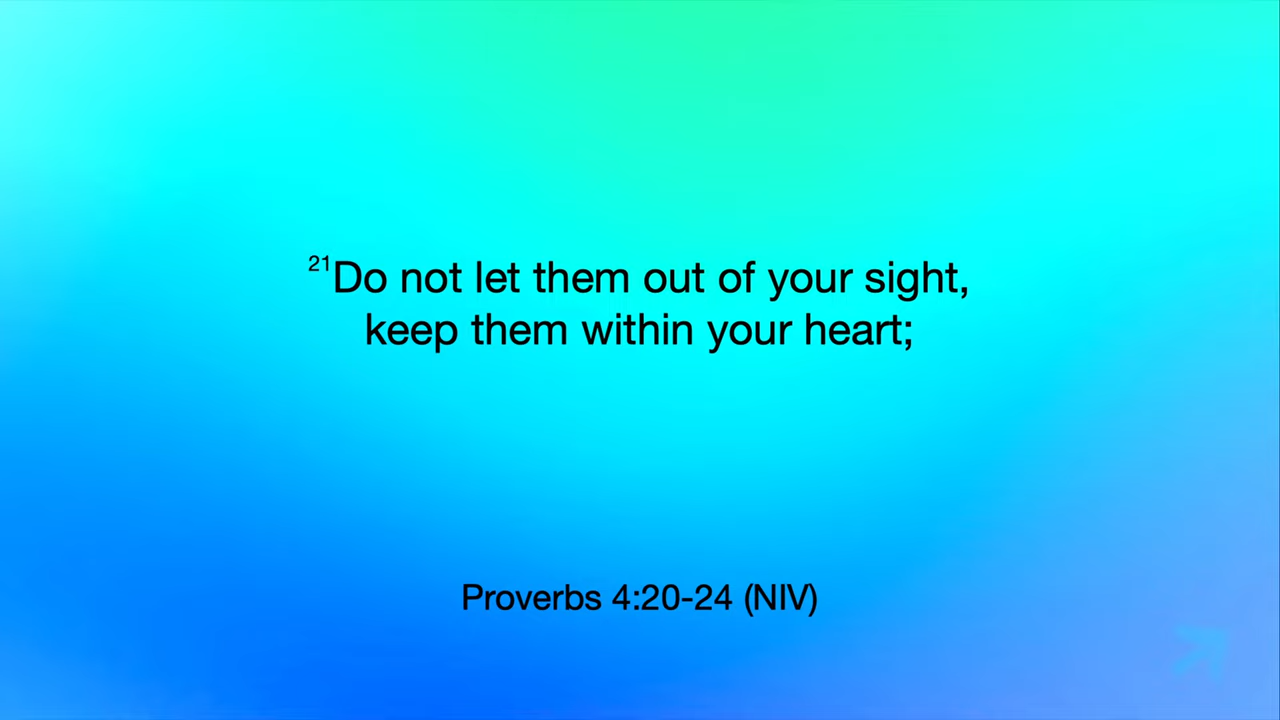 21Do not let them out of your sight,
keep them within your heart;
Proverbs 4:20-24 (NIV)